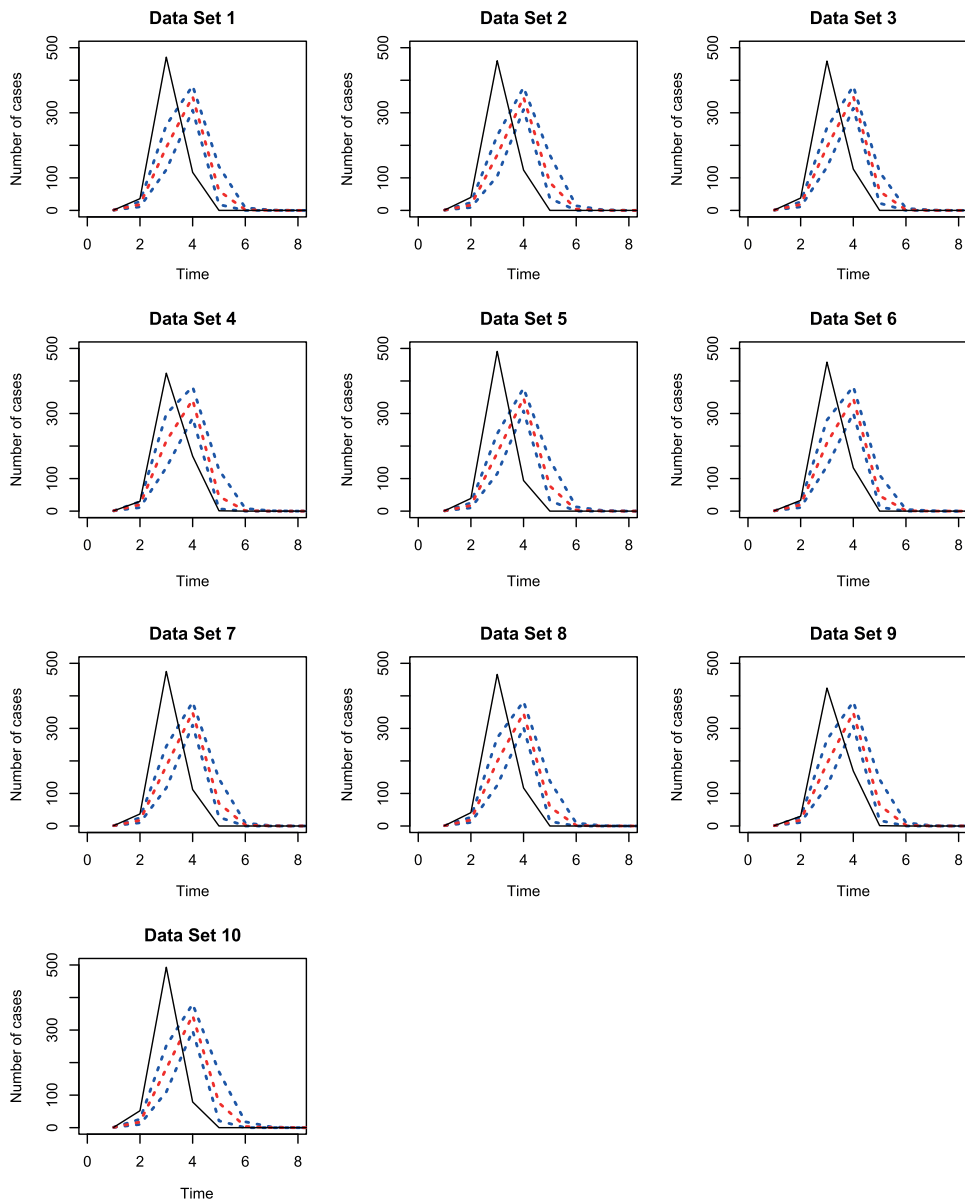 Data Set 1
Number of cases
500
300
100
0
0 2 4 6 8
Time
Data Set 2
Number of cases
500
300
100
0
0 2 4 6 8
Time
Data Set 3
Number of cases
500
300
100
0
0 2 4 6 8
Time
Data Set 4
Number of cases
500
300
100
0
0 2 4 6 8
Time
Data Set 5
Number of cases
500
300
100
0
0 2 4 6 8
Time
Data Set 6
Number of cases
500
300
100
0
0 2 4 6 8
Time
Data Set 7
Number of cases
500
300
100
0
0 2 4 6 8
Time
Data Set 8
Number of cases
500
300
100
0
0 2 4 6 8
Time
Data Set 9
Number of cases
500
300
100
0
0 2 4 6 8
Time
Data Set 10
Number of cases
500
300
100
0
0 2 4 6 8
Time